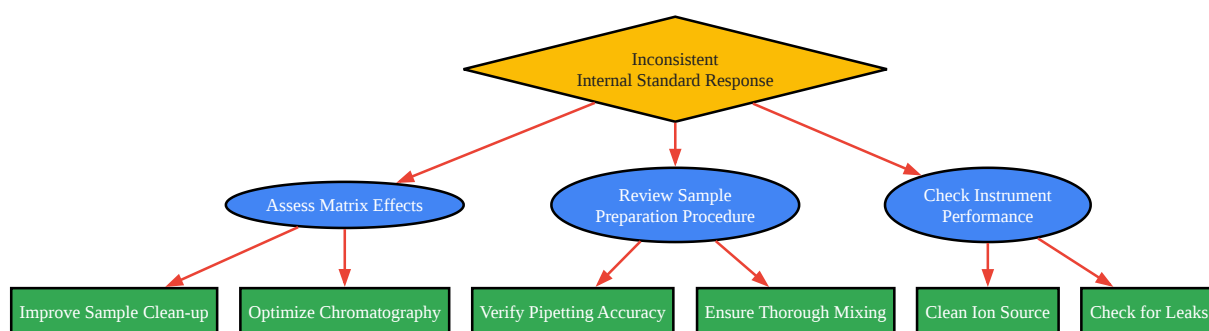 Inconsistent
Internal Standard Response
Assess Matrix Effects
Review Sample
Preparation Procedure
Check Instrument
Performance
Improve Sample Clean-up
Optimize Chromatography
Verify Pipetting Accuracy
Ensure Thorough Mixing
Clean Ion Source
Check for Leaks